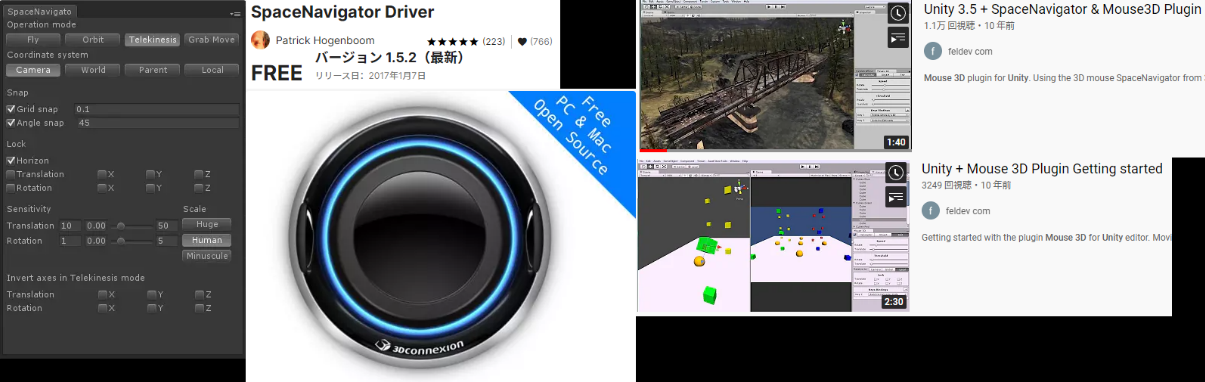 SpaceNavigato
Operation mode
Fly Orbit Telekinesis Grab Move
Coordinate system
Camera World Parent Local
Snap
Grid snap 0.1
Angle snap 45
Lock
Horizon
Translation X Y Z
Rotation X Y Z
Sensitivity Scale
Translation 10 0.00 50 Huge
Rotation 1 0.00 5 Human
Minuscule
Invert axes in Telekinesis mode
Translation X Y Z
Rotation X Y Z
SpaceNavigator Driver
Patrick Hogenboom ★★★★★ (223) (766)
FREE バージョン 1.5.2（最新）
リリース日：2017年1月7日
Free
PC & Mac
Open Source
3Dconnexion
1:40
Unity 3.5 + SpaceNavigator & Mouse3D Plugin
1.1万 回視聴・10 年前
f feldev com
Mouse 3D plugin for Unity. Using the 3D mouse SpaceNavigator from
2:30
Unity + Mouse 3D Plugin Getting started
3249 回視聴・10 年前
f feldev com
Getting started with the plugin Mouse 3D for Unity editor. Movi